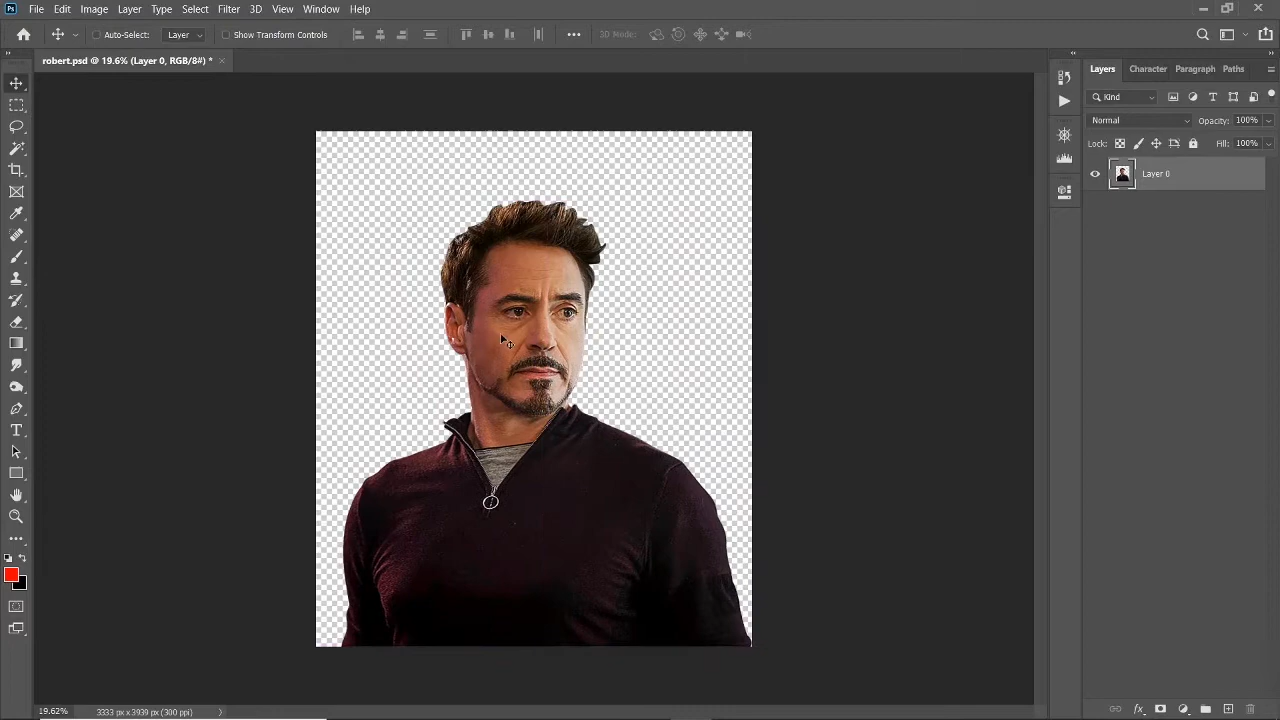 Ps File Edit Image Layer Type Select Filter 3D View Window Help
Auto-Select: Layer Show Transform Controls 3D Mode:
robert.psd @ 19.6% (Layer 0, RGB/8#) *
Layers Character Paragraph Paths
Kind
Normal Opacity: 100%
Lock: Fill: 100%
Layer 0
19.62% 3333 px x 3939 px (300 ppi)